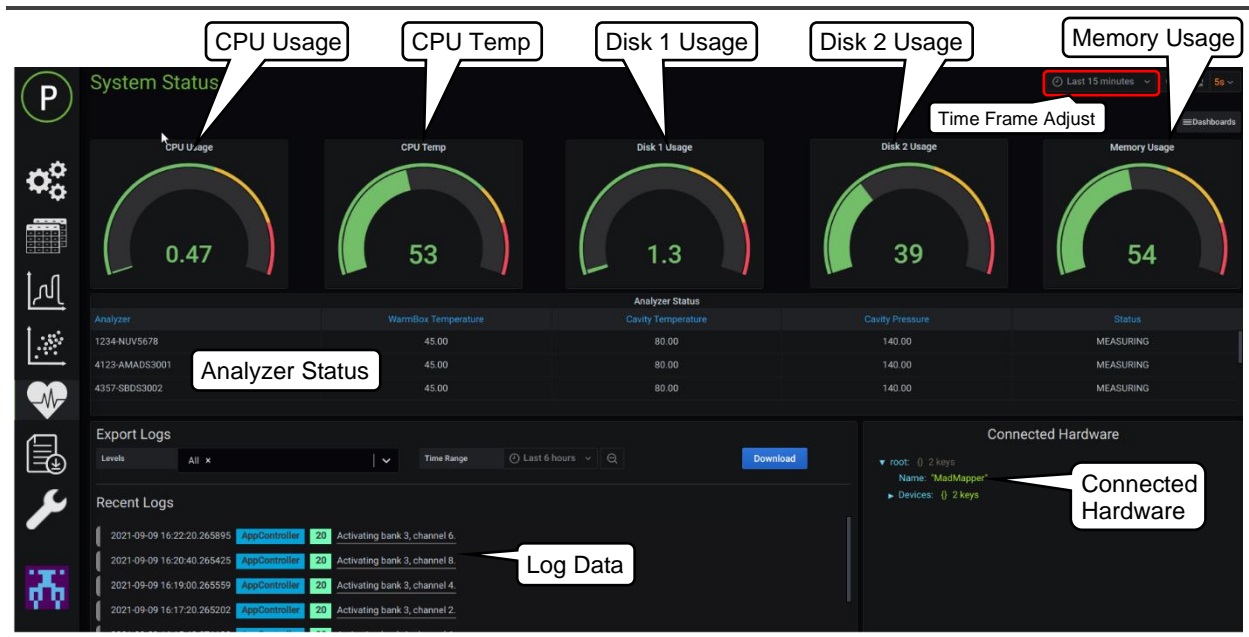 CPU Usage
CPU Temp
Disk 1 Usage
Disk 2 Usage
Memory Usage
P
System Status
Last 15 minutes
5s
Time Frame Adjust
Dashboards
CPU Usage
CPU Temp
Disk 1 Usage
Disk 2 Usage
Memory Usage
0.47
53
1.3
39
54
Analyzer Status
Analyzer WarmBox Temperature Cavity Temperature Cavity Pressure Status
1234-NUV5678 45.00 80.00 140.00 MEASURING
4123-AMADS3001 45.00 80.00 140.00 MEASURING
4357-SBDS3002 45.00 80.00 140.00 MEASURING
Analyzer Status
Export Logs
Levels All × Time Range Last 6 hours Download
Recent Logs
2021-09-09 16:22:20.265895 AppController 20 Activating bank 3, channel 6.
2021-09-09 16:20:40.265425 AppController 20 Activating bank 3, channel 8.
2021-09-09 16:19:00.265559 AppController 20 Activating bank 3, channel 4.
2021-09-09 16:17:20.265202 AppController 20 Activating bank 3, channel 2.
Log Data
Connected Hardware
root: {} 2 keys
Name: "MadMapper"
Devices: {} 2 keys
Connected
Hardware